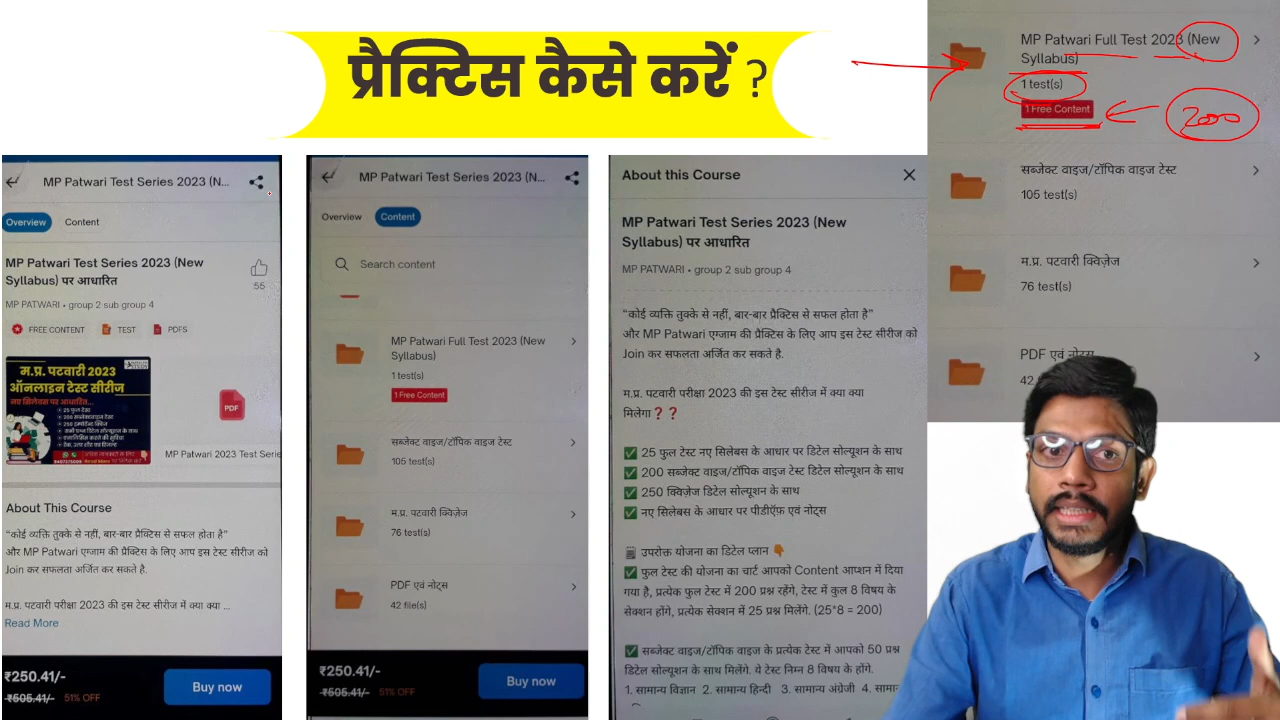 प्रैक्टिस कैसे करें ?
MP Patwari Full Test 2023 (New
Syllabus)
1 test(s)
1 Free Content
200
सब्जेक्ट वाइज/टॉपिक वाइज टेस्ट
105 test(s)
म.प्र. पटवारी क्विज़ेज
76 test(s)
PDF एवं नोट्स
42
MP Patwari Test Series 2023 (N...
Overview
Content
MP Patwari Test Series 2023 (New
Syllabus) पर आधारित
55
MP PATWARI • group 2 sub group 4
FREE CONTENT
TEST
PDFS
म.प्र. पटवारी 2023
ऑनलाइन टेस्ट सीरीज
नए सिलेबस पर आधारित...
25 फुल टेस्ट
PDF
MP Patwari 2023 Test Serie
About This Course
“कोई व्यक्ति तुक्के से नहीं, बार-बार प्रैक्टिस से सफल होता है”
और MP Patwari एग्जाम की प्रैक्टिस के लिए आप इस टेस्ट सीरीज को
Join कर सफलता अर्जित कर सकते है.
म.प्र. पटवारी परीक्षा 2023 की इस टेस्ट सीरीज में क्या क्या ...
Read More
₹250.41/-
₹505.41/- 51% OFF
Buy now
MP Patwari Test Series 2023 (N...
Overview
Content
Search content
MP Patwari Full Test 2023 (New
Syllabus)
1 test(s)
1 Free Content
सब्जेक्ट वाइज/टॉपिक वाइज टेस्ट
105 test(s)
म.प्र. पटवारी क्विज़ेज
76 test(s)
PDF एवं नोट्स
42 file(s)
₹250.41/-
₹505.41/- 51% OFF
Buy now
About this Course
MP Patwari Test Series 2023 (New
Syllabus) पर आधारित
MP PATWARI • group 2 sub group 4
“कोई व्यक्ति तुक्के से नहीं, बार-बार प्रैक्टिस से सफल होता है”
और MP Patwari एग्जाम की प्रैक्टिस के लिए आप इस टेस्ट सीरीज को
Join कर सफलता अर्जित कर सकते है.
म.प्र. पटवारी परीक्षा 2023 की इस टेस्ट सीरीज में क्या क्या
मिलेगा❓❓
✅ 25 फुल टेस्ट नए सिलेबस के आधार पर डिटेल सोल्यूशन के साथ
✅ 200 सब्जेक्ट वाइज/टॉपिक वाइज टेस्ट डिटेल सोल्यूशन के साथ
✅ 250 क्विज़ेज डिटेल सोल्यूशन के साथ
✅ नए सिलेबस के आधार पर पीडीऍफ़ एवं नोट्स
उपरोक्त योजना का डिटेल प्लान 👇
✅ फुल टेस्ट की योजना का चार्ट आपको Content आप्शन में दिया
गया है, प्रत्येक फुल टेस्ट में 200 प्रश्न रहेंगे, टेस्ट में कुल 8 विषय के
सेक्शन होंगे, प्रत्येक सेक्शन में 25 प्रश्न मिलेंगे. (25*8 = 200)
✅ सब्जेक्ट वाइज/टॉपिक वाइज के प्रत्येक टेस्ट में आपको 50 प्रश्न
डिटेल सोल्यूशन के साथ मिलेंगे. ये टेस्ट निम्न 8 विषय के होंगे.
1. सामान्य विज्ञान 2. सामान्य हिन्दी 3. सामान्य अंग्रेजी 4. सामान